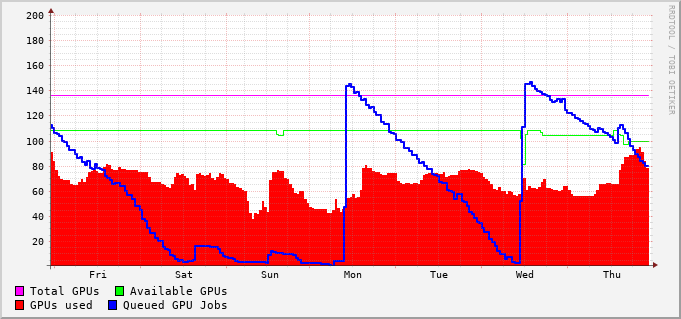 200
180
160
140
120
100
80
60
40
20
Fri Sat Sun Mon Tue Wed Thu
Total GPUs Available GPUs
GPUs used Queued GPU Jobs
RRDTOOL / TOBI OETIKER